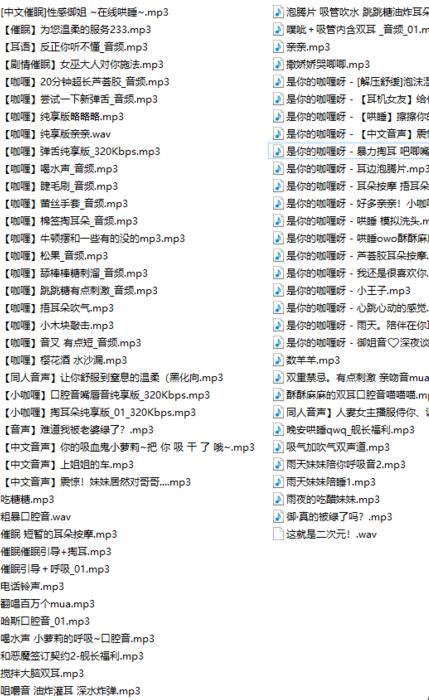 [中文催眠]性感御姐 ~在线哄睡~.mp3
【催眠】为您温柔的服务233.mp3
【耳语】反正你听不懂_音频.mp3
【剧情催眠】女巫大人对你施法.mp3
【咖喱】20分钟超长芦荟胶_音频.mp3
【咖喱】尝试一下新弹舌_音频.mp3
【咖喱】纯享版略略略.mp3
【咖喱】纯享版亲亲.wav
【咖喱】弹舌纯享版_320Kbps.mp3
【咖喱】喝水声_音频.mp3
【咖喱】睫毛刷_音频.mp3
【咖喱】蕾丝手套_音频.mp3
【咖喱】棉签掏耳朵_音频.mp3
【咖喱】牛顿摆和一些有的没的mp3.mp3
【咖喱】松果_音频.mp3
【咖喱】舔棒棒糖剌溜_音频.mp3
【咖喱】跳跳糖有点刺激_音频.mp3
【咖喱】捂耳朵吹气.mp3
【咖喱】小木块敲击.mp3
【咖喱】音叉 有点短_音频.mp3
【咖喱】樱花酒 水沙漏.mp3
【同人音声】让你舒服到窒息的温柔（黑化向.mp3
【小咖喱】口腔音嘴唇音纯享版_320Kbps.mp3
【小咖喱】掏耳朵纯享版_01_320Kbps.mp3
【音声】难道我被老婆绿了？.mp3
【中文音声】你的吸血鬼小萝莉~把 你 吸 干 了 哦~.mp3
【中文音声】上姐姐的车.mp3
【中文音声】震惊！妹妹居然对哥哥....mp3
吃糖糖.mp3
粗暴口腔音.wav
催眠 短暂的耳朵按摩.mp3
催眠催眠引导+掏耳.mp3
催眠引导＋呼吸_01.mp3
电话铃声.mp3
翻唱百万个mua.mp3
哈斯口腔音_01.mp3
喝水声 小萝莉的呼吸~口腔音.mp3
和恶魔签订契约2-舰长福利.mp3
搅拌大脑双耳.mp3
咀嚼音 油炸灌耳 深水炸弹.mp3
泡腾片 吸管吹水 跳跳糖油炸耳朵
噗呲＋吸管内含双耳 _音频_01.m
亲亲.mp3
撒娇娇哭唧唧.mp3
是你的咖喱呀 - [解压舒缓]泡沫湿
是你的咖喱呀 - 【耳机女友】给你
是你的咖喱呀 - 【哄睡】擦擦你的
是你的咖喱呀 - 【中文音声】震惊
是你的咖喱呀 - 暴力掏耳 吧唧嘴
是你的咖喱呀 - 耳边泡腾片.mp3
是你的咖喱呀 - 耳朵按摩 捂耳朵
是你的咖喱呀 - 好多亲亲！小咖喱
是你的咖喱呀 - 哄睡 模拟洗头.m
是你的咖喱呀 - 哄睡owo酥酥麻麻
是你的咖喱呀 - 芦荟胶耳朵按摩.
是你的咖喱呀 - 我还是很喜欢你.
是你的咖喱呀 - 小王子.mp3
是你的咖喱呀 - 心跳心动的感觉.
是你的咖喱呀 - 雨天。陪伴在你
是你的咖喱呀 - 御姐音♡深夜谈
数羊羊.mp3
双重禁忌。有点刺激 亲吻音mua
酥酥麻麻的双耳口腔音喵喵喵.mp
同人音声】人妻女主播服侍你、
晚安哄睡qwq_舰长福利.mp3
吸气加吹气双声道.mp3
雨天妹妹陪你呼吸音2.mp3
雨天妹妹陪睡1.mp3
雨夜的吃醋妹妹.mp3
御·真的被绿了吗？.mp3
这就是二次元！.wav